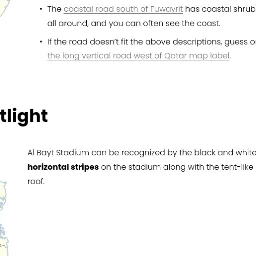 • The coastal road south of Fuwayrit has coastal shrub
all around, and you can often see the coast.
• If the road doesn't fit the above descriptions, guess o
the long vertical road west of Qatar map label.
tlight
Al Bayt Stadium can be recognized by the black and white
horizontal stripes on the stadium along with the tent-like
roof.